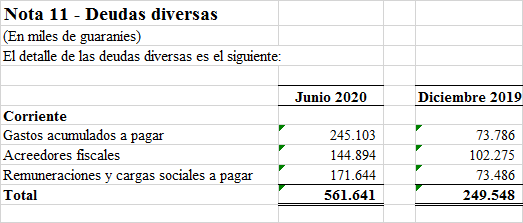 Nota 11 - Deudas diversas
(En miles de guaranies)
El detalle de las deudas diversas es el siguiente:
Junio 2020 Diciembre 2019
Corriente
Gastos acumulados a pagar 245.103 73.786
Acreedores fiscales 144.894 102.275
Remuneraciones y cargas sociales a pagar 171.644 73.486
Total 561.641 249.548